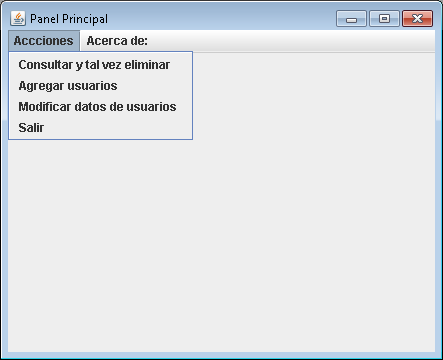 Panel Principal
Accciones Acerca de:
Consultar y tal vez eliminar
Agregar usuarios
Modificar datos de usuarios
Salir